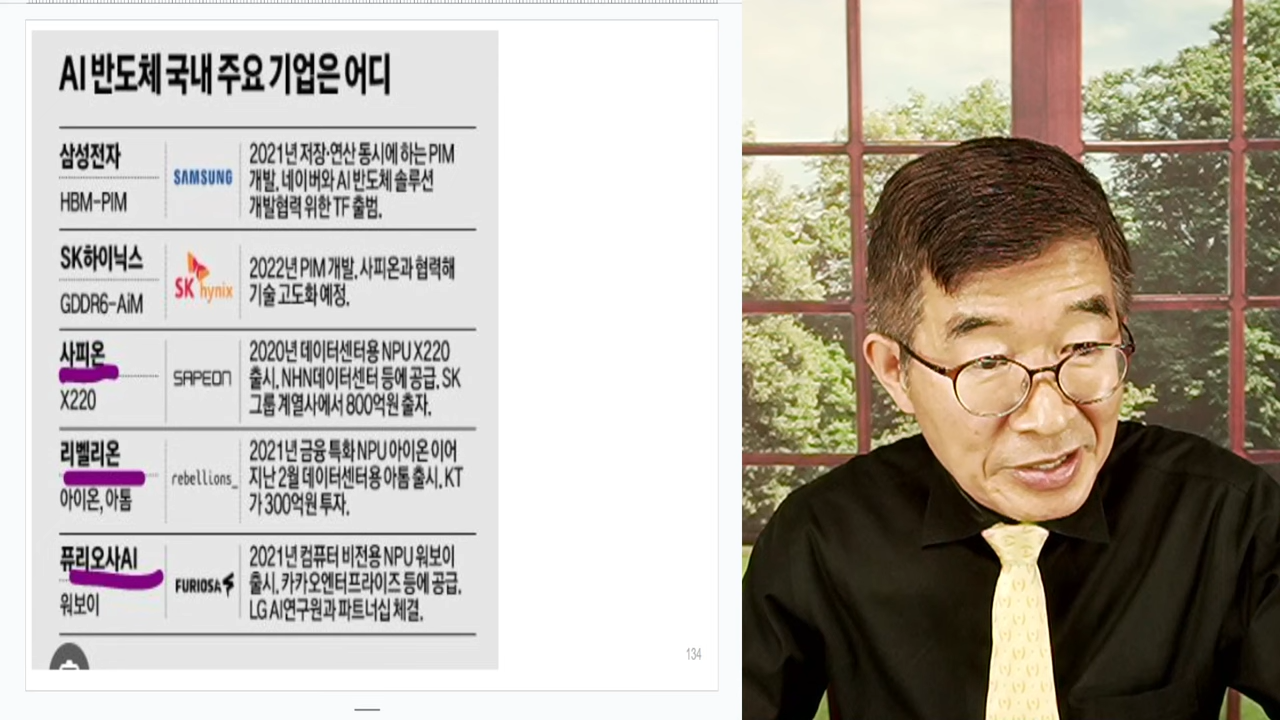 AI 반도체 국내 주요 기업은 어디
삼성전자
HBM-PIM
SAMSUNG
2021년 저장·연산 동시에 하는 PIM
개발, 네이버와 AI 반도체 솔루션
개발협력 위한 TF 출범.
SK하이닉스
GDDR6-AiM
SK hynix
2022년 PIM 개발, 사피온과 협력해
기술 고도화 예정.
사피온
X220
SAPEON
2020년 데이터센터용 NPU X220
출시, NHN데이터센터 등에 공급, SK
그룹 계열사에서 800억원 출자.
리벨리온
아이온, 아톰
rebellions_
2021년 금융 특화 NPU 아이온 이어
지난 2월 데이터센터용 아톰 출시, KT
가 300억원 투자.
퓨리오사AI
워보이
FURIOSA
2021년 컴퓨터 비전용 NPU 워보이
출시, 카카오엔터프라이즈 등에 공급,
LG AI연구원과 파트너십 체결.
134